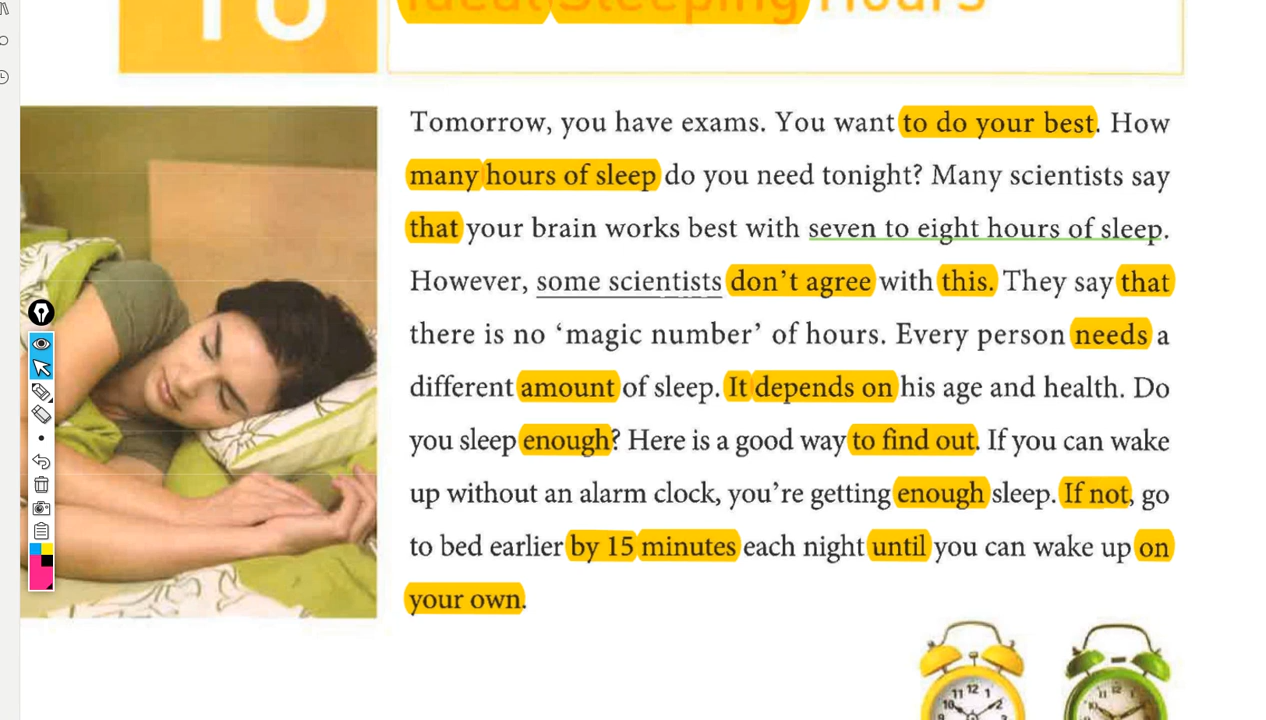 10
Ideal Sleeping Hours
Tomorrow, you have exams. You want to do your best. How
many hours of sleep do you need tonight? Many scientists say
that your brain works best with seven to eight hours of sleep.
However, some scientists don't agree with this. They say that
there is no 'magic number' of hours. Every person needs a
different amount of sleep. It depends on his age and health. Do
you sleep enough? Here is a good way to find out. If you can wake
up without an alarm clock, you're getting enough sleep. If not, go
to bed earlier by 15 minutes each night until you can wake up on
your own.